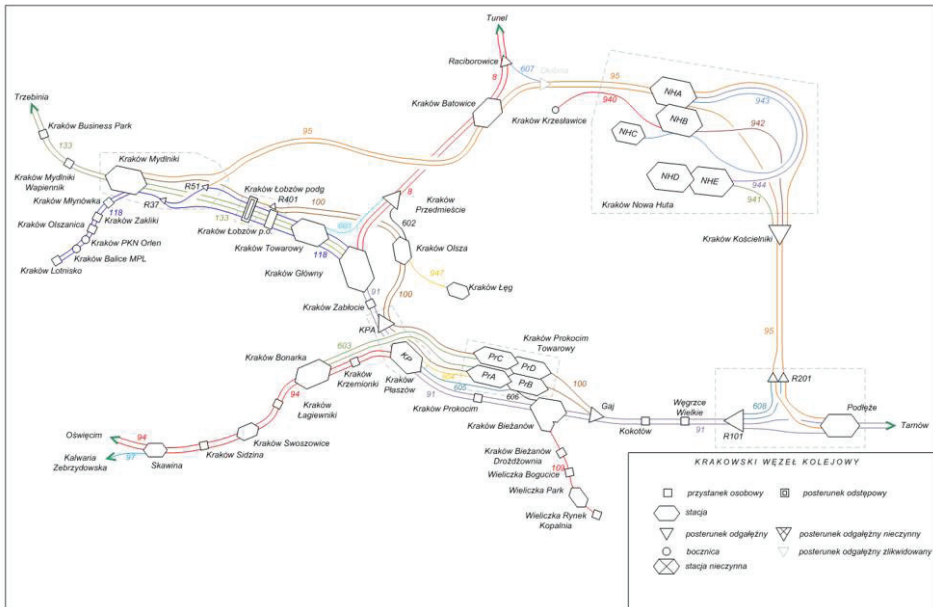 Tunel
Raciborowice
607
Dłubnia
8
95
Kraków Batowice
Kraków Krzesławice
940
NHA
943
NHB
942
NHC
NHD
NHE
944
941
Kraków Nowa Huta
Kraków Kościelniki
Trzebinia
Kraków Business Park
133
Kraków Mydlniki
Wapiennik
Kraków Mydlniki
95
R51
Kraków Młynówka
R37
Kraków Łobzów podg
R401
100
118
Kraków Zakliki
Kraków Olszanica
133
Kraków Łobzów p.o.
601
8
Kraków
Przedmieście
602
Kraków PKN Orlen
Kraków Balice MPL
Kraków Lotnisko
Kraków Towarowy
118
Kraków Olsza
Kraków Główny
947
Kraków Łęg
91
100
Kraków Zabłocie
KPA
603
Kraków Prokocim
Towarowy
Kraków Bonarka
PrC
PrD
Kraków
Krzemionki
KP
PrA
PrB
100
604
605
606
Kraków
Płaszów
91
Kraków Prokocim
Gaj
Węgrzce
Wielkie
Kokotów
91
R101
608
95
R201
Podłęże
Tarnów
Kraków
Łagiewniki
94
Kraków Bieżanów
Kraków Swoszowice
Oświęcim
94
Kraków Sidzina
Kalwaria
Zebrzydowska
97
Skawina
Kraków Bieżanów
Drożdżownia
109
Wieliczka Bogucice
Wieliczka Park
Wieliczka Rynek
Kopalnia
KRAKOWSKI WĘZEŁ KOLEJOWY
przystanek osobowy
posterunek odstępowy
stacja
posterunek odgałęźny
posterunek odgałęźny nieczynny
bocznica
posterunek odgałęźny zlikwidowany
stacja nieczynna